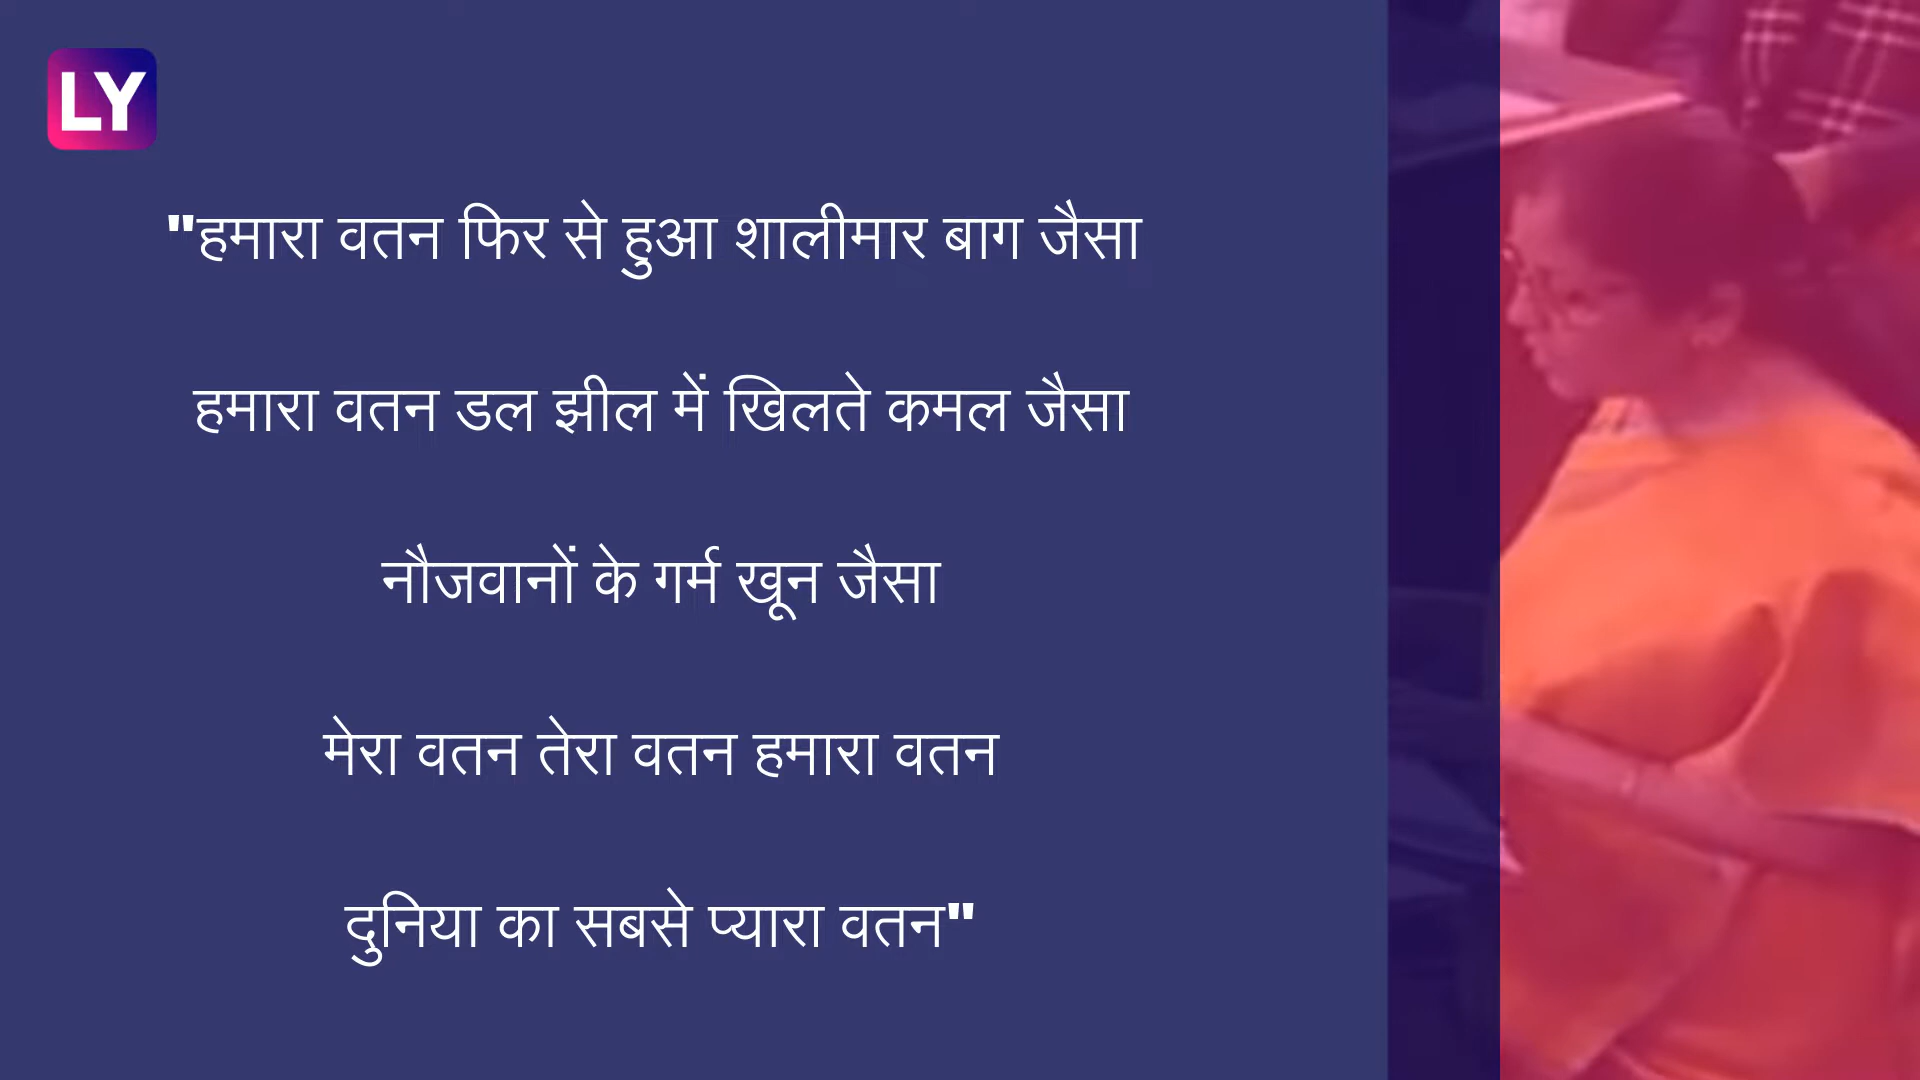 LY
"हमारा वतन फिर से हुआ शालीमार बाग जैसा
हमारा वतन डल झील में खिलते कमल जैसा
नौजवानों के गर्म खून जैसा
मेरा वतन तेरा वतन हमारा वतन
दुनिया का सबसे प्यारा वतन"